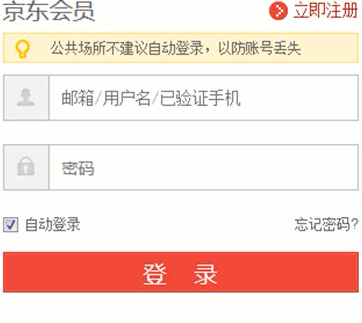 京东会员
立即注册
公共场所不建议自动登录，以防账号丢失
邮箱/用户名/已验证手机
密码
自动登录
忘记密码?
登 录